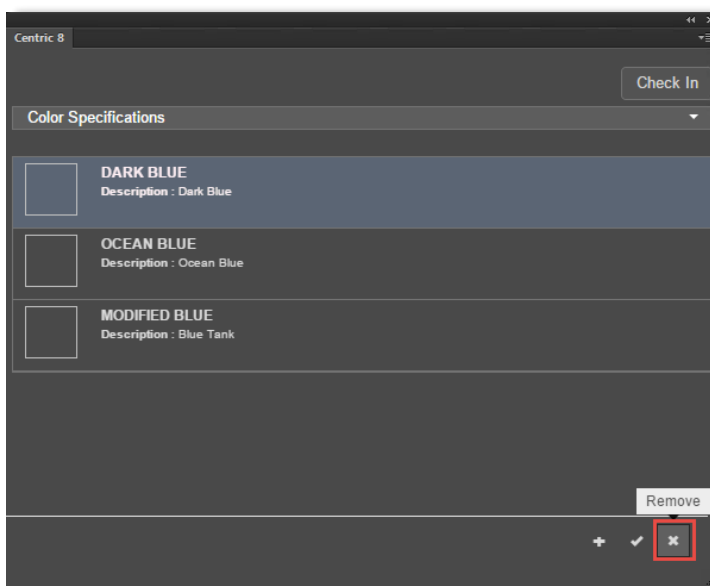 Centric 8
Check In
Color Specifications
DARK BLUE
Description : Dark Blue
OCEAN BLUE
Description : Ocean Blue
MODIFIED BLUE
Description : Blue Tank
Remove